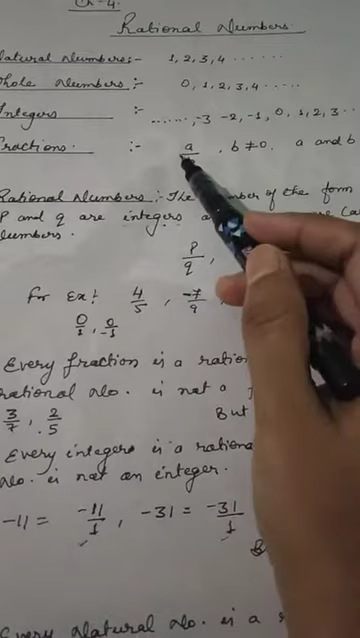 Ch-4.
Rational Numbers.
Natural Numbers:- 1, 2, 3, 4 ......
Whole Numbers:- 0, 1, 2, 3, 4 .....
Integers :- ......, -3 -2, -1, 0, 1, 2, 3 ..
Fractions. :- a , b ≠ 0. a and b
Rational Numbers:- The of the form
P and q are integers
Numbers.
P/q ,
For Ex: 4/5 , -7/9
0/1 , 0/-1
Every fraction is a ratio
rational No. is not a
3/7 , 2/5 But
Every integers is a rationa
No. is not an integer.
-11 = -11/1 , -31 = -31/1
Every Natural No. is a